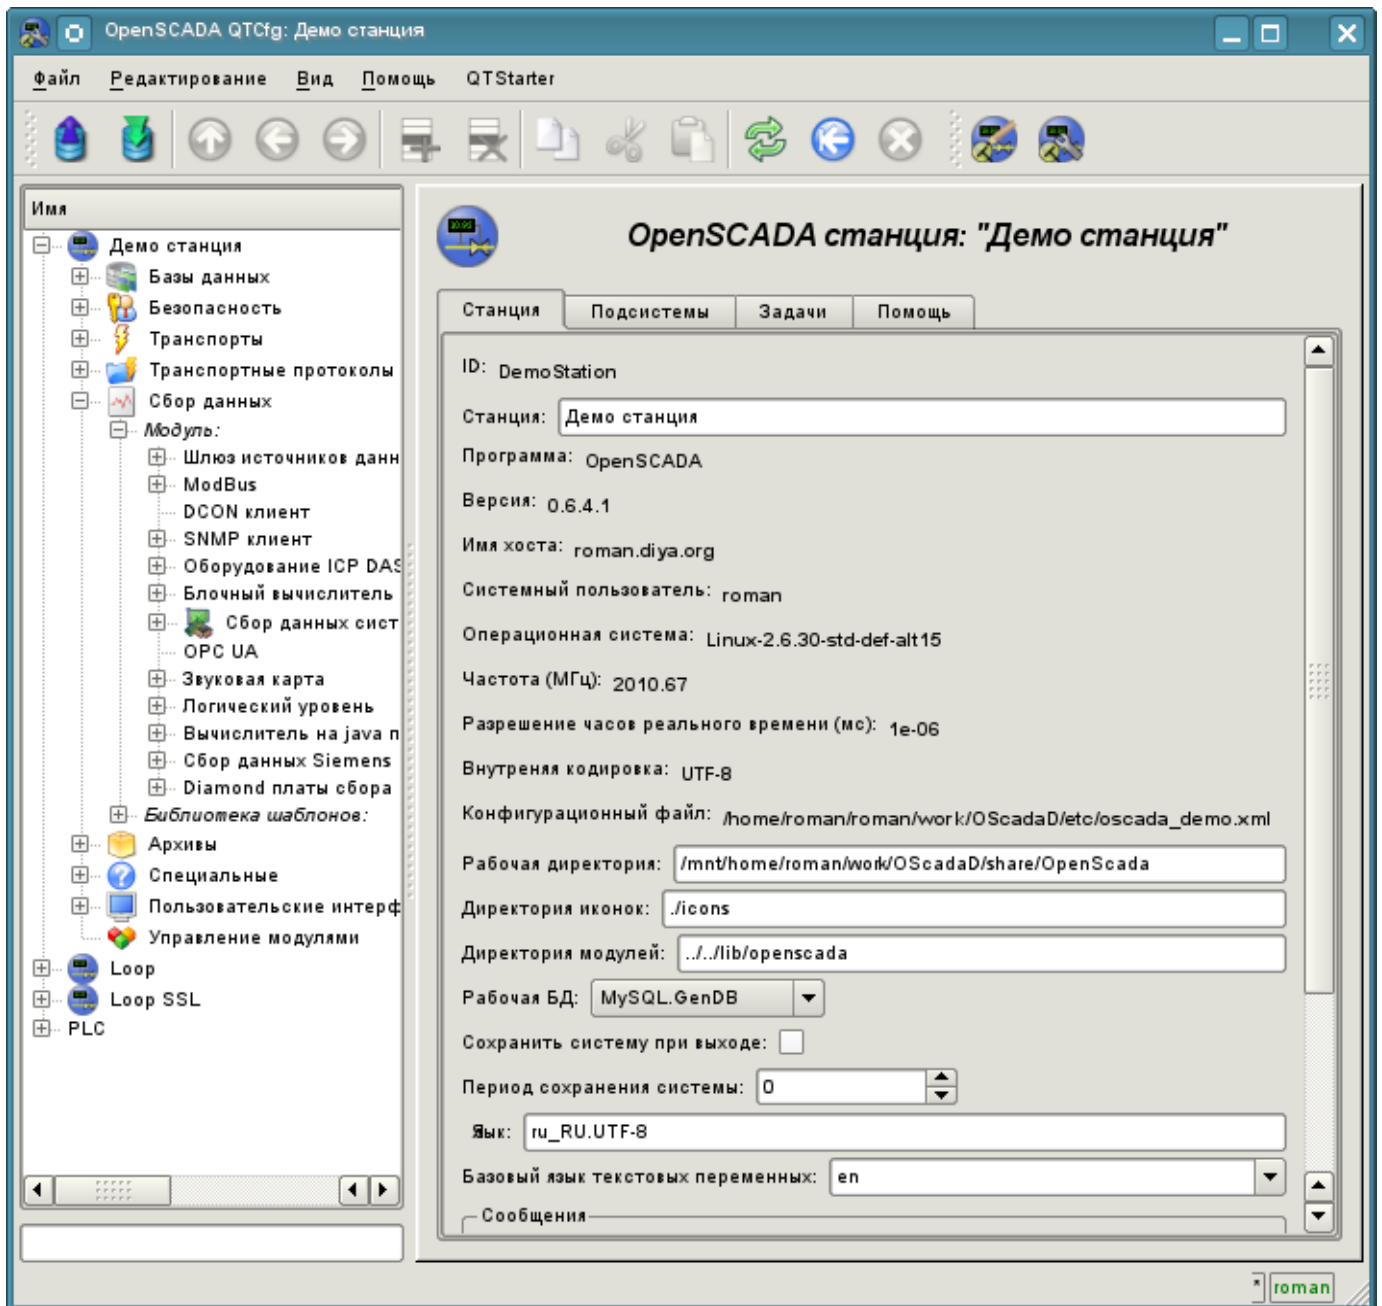 OpenSCADA QTCfg: Демо станция
Файл Редактирование Вид Помощь QTStarter
Имя
Демо станция
Базы данных
Безопасность
Транспорты
Транспортные протоколы
Сбор данных
Модуль:
Шлюз источников данн
ModBus
DCON клиент
SNMP клиент
Оборудование ICP DAS
Блочный вычислитель
Сбор данных сист
OPC UA
Звуковая карта
Логический уровень
Вычислитель на java п
Сбор данных Siemens
Diamond платы сбора
Библиотека шаблонов:
Архивы
Специальные
Пользовательские интерф
Управление модулями
Loop
Loop SSL
PLC
OpenSCADA станция: "Демо станция"
Станция Подсистемы Задачи Помощь
ID: DemoStation
Станция: Демо станция
Программа: OpenSCADA
Версия: 0.6.4.1
Имя хоста: roman.diya.org
Системный пользователь: roman
Операционная система: Linux-2.6.30-std-def-alt15
Частота (МГц): 2010.67
Разрешение часов реального времени (мс): 1e-06
Внутреняя кодировка: UTF-8
Конфигурационный файл: /home/roman/roman/work/OScadaD/etc/oscada_demo.xml
Рабочая директория: /mnt/home/roman/work/OScadaD/share/OpenScada
Директория иконок: ./icons
Директория модулей: ../../lib/openscada
Рабочая БД: MySQL.GenDB
Сохранить систему при выходе:
Период сохранения системы: 0
Язык: ru_RU.UTF-8
Базовый язык текстовых переменных: en
Сообщения
* roman